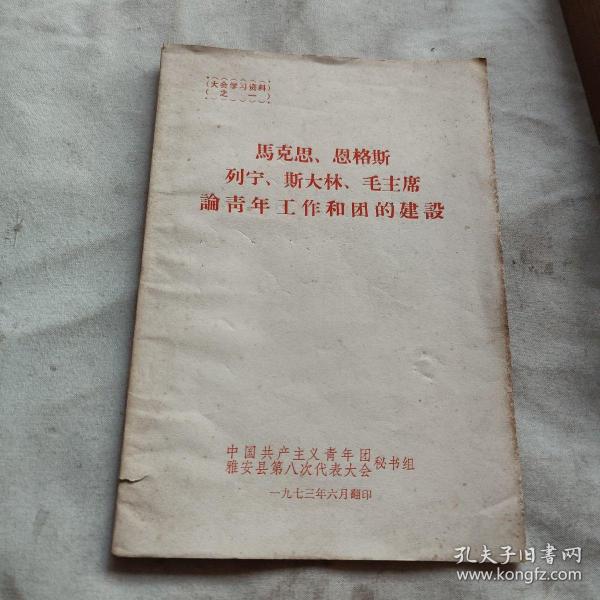 大会学习资料
之一
馬克思、恩格斯
列宁、斯大林、毛主席
論靑年工作和团的建設
中国共产主义青年团
雅安县第八次代表大会秘书组
一九七三年六月翻印
孔夫子旧书网
www.kongfz.com